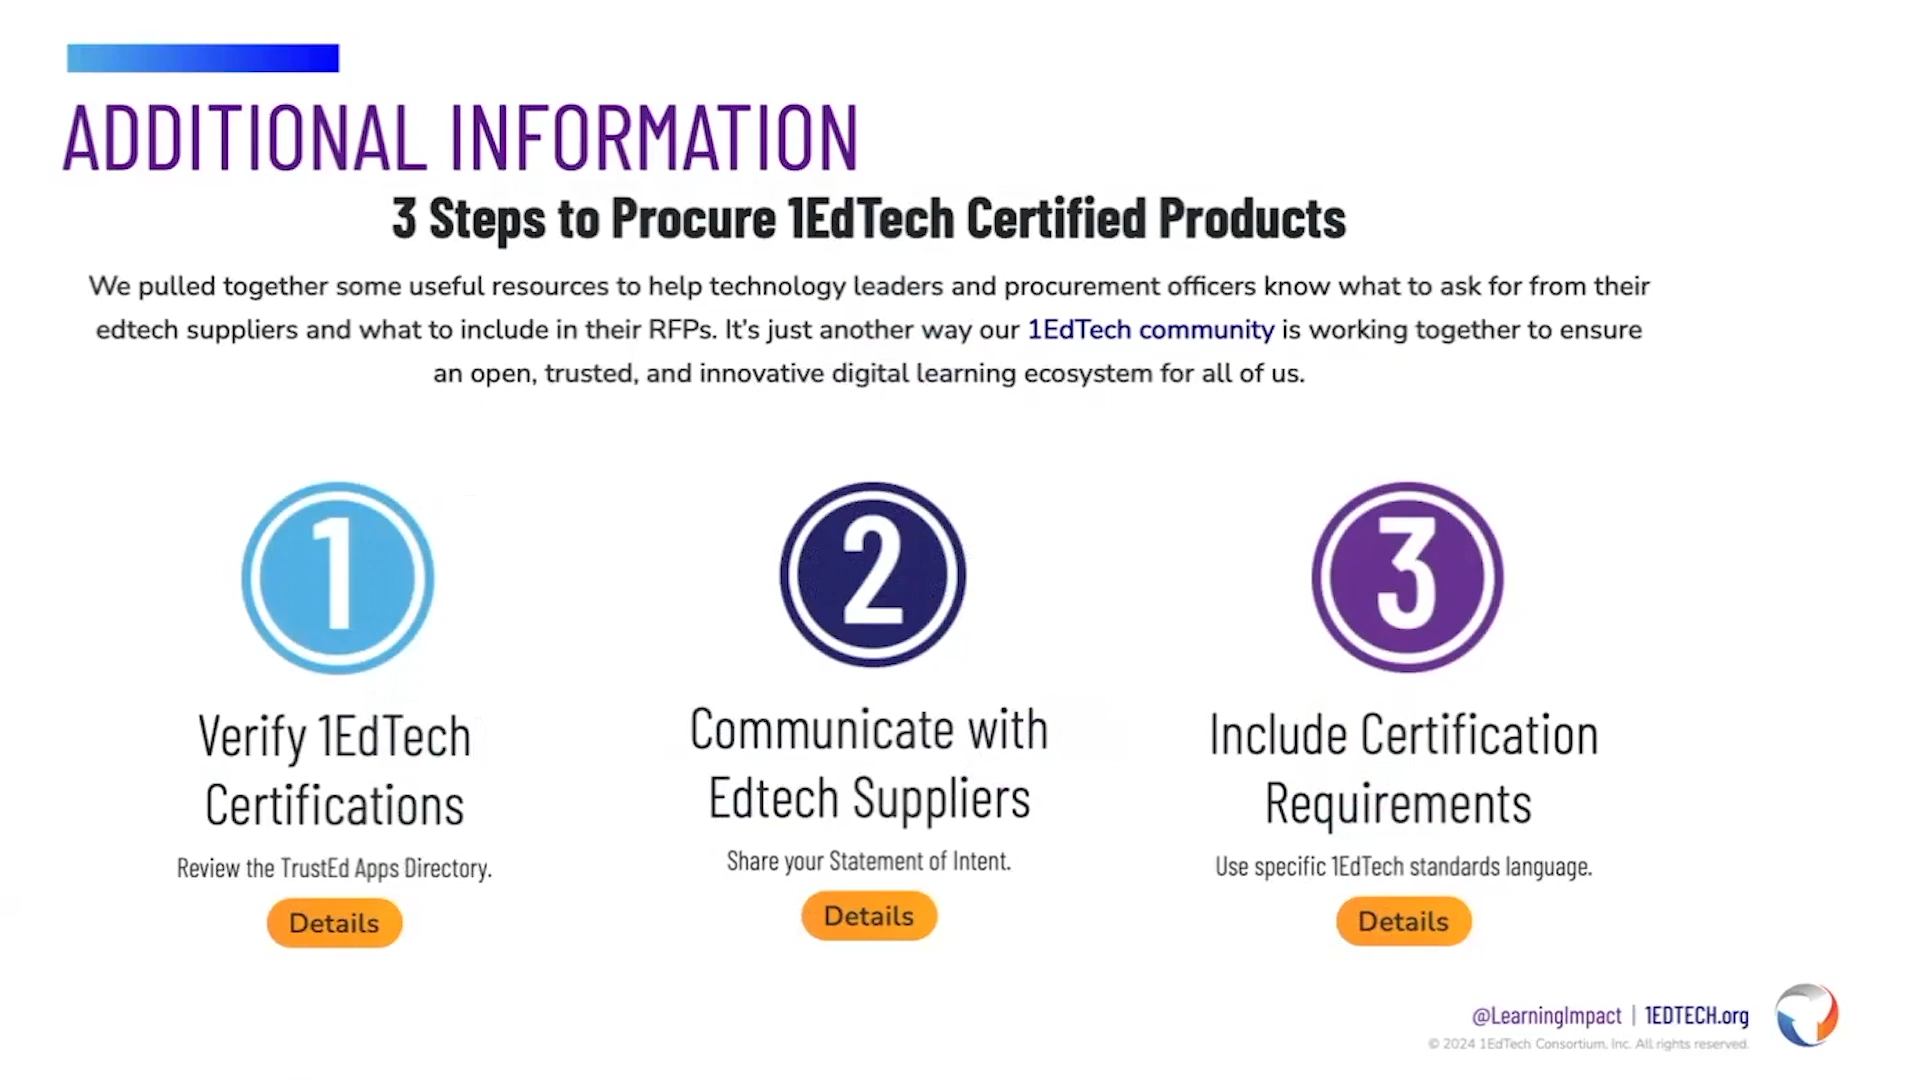 ADDITIONAL INFORMATION
3 Steps to Procure 1EdTech Certified Products
We pulled together some useful resources to help technology leaders and procurement officers know what to ask for from their
edtech suppliers and what to include in their RFPs. It's just another way our 1EdTech community is working together to ensure
an open, trusted, and innovative digital learning ecosystem for all of us.
1
Verify 1EdTech
Certifications
Review the TrustEd Apps Directory.
Details
2
Communicate with
Edtech Suppliers
Share your Statement of Intent.
Details
3
Include Certification
Requirements
Use specific 1EdTech standards language.
Details
@LearningImpact | 1EDTECH.org
© 2024 1EdTech Consortium, Inc. All rights reserved.